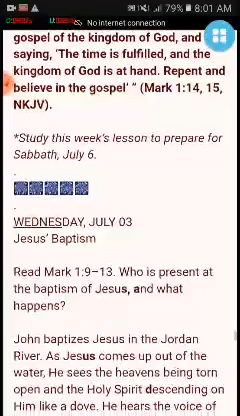 79% 8:01 AM
No internet connection
gospel of the kingdom of God, and
saying, 'The time is fulfilled, and the
kingdom of God is at hand. Repent and
believe in the gospel' ” (Mark 1:14, 15,
NKJV).
*Study this week's lesson to prepare for
Sabbath, July 6.
.
.
WEDNESDAY, JULY 03
Jesus’ Baptism
Read Mark 1:9–13. Who is present at
the baptism of Jesus, and what
happens?
John baptizes Jesus in the Jordan
River. As Jesus comes up out of the
water, He sees the heavens being torn
open and the Holy Spirit descending on
Him like a dove. He hears the voice of